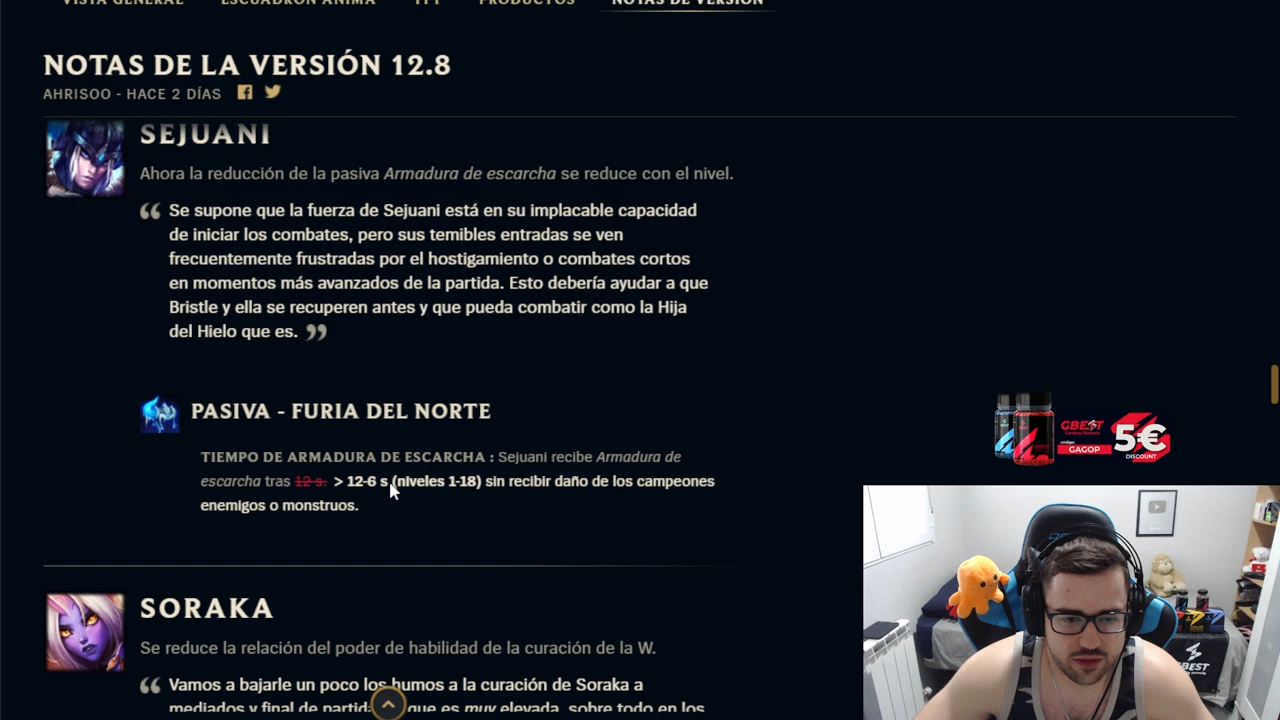 VISTA GENERAL ESCUADRÓN ÁNIMA TFT PRODUCTOS NOTAS DE VERSIÓN
NOTAS DE LA VERSIÓN 12.8
AHRISOO - HACE 2 DÍAS
SEJUANI
Ahora la reducción de la pasiva Armadura de escarcha se reduce con el nivel.
“ Se supone que la fuerza de Sejuani está en su implacable capacidad
de iniciar los combates, pero sus temibles entradas se ven
frecuentemente frustradas por el hostigamiento o combates cortos
en momentos más avanzados de la partida. Esto debería ayudar a que
Bristle y ella se recuperen antes y que pueda combatir como la Hija
del Hielo que es. ”
PASIVA - FURIA DEL NORTE
TIEMPO DE ARMADURA DE ESCARCHA : Sejuani recibe Armadura de
escarcha tras 12 s. > 12-6 s (niveles 1-18) sin recibir daño de los campeones
enemigos o monstruos.
GBEST
código:
GAGOP
5€
DISCOUNT
SORAKA
Se reduce la relación del poder de habilidad de la curación de la W.
“ Vamos a bajarle un poco los humos a la curación de Soraka a
mediados y final de partida que es muy elevada, sobre todo en los
GBEST